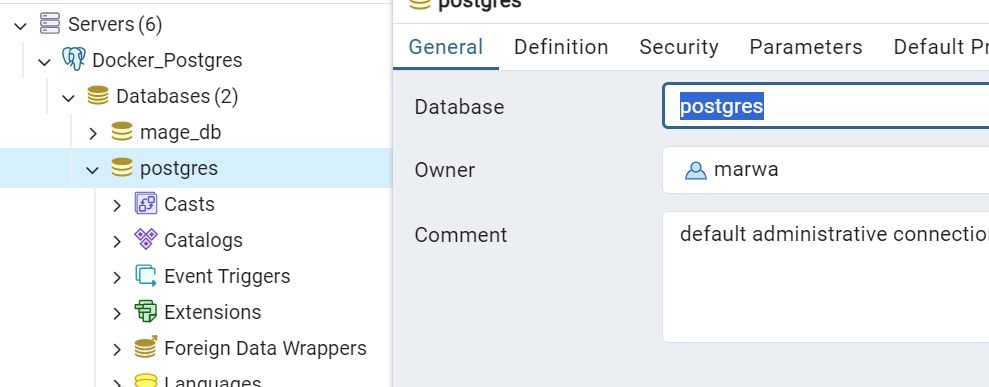 Servers (6)
Docker_Postgres
Databases (2)
mage_db
postgres
Casts
Catalogs
Event Triggers
Extensions
Foreign Data Wrappers
Languages
postgres
General Definition Security Parameters Default Pr
Database postgres
Owner marwa
Comment default administrative connectio